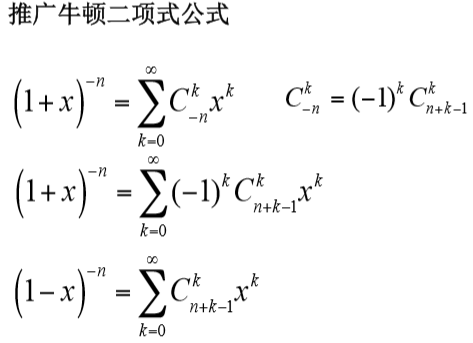 推广牛顿二项式公式
(1+x)^{-n} = \sum_{k=0}^{\infty} C_{-n}^{k} x^{k}    C_{-n}^{k} = (-1)^{k} C_{n+k-1}^{k}
(1+x)^{-n} = \sum_{k=0}^{\infty} (-1)^{k} C_{n+k-1}^{k} x^{k}
(1-x)^{-n} = \sum_{k=0}^{\infty} C_{n+k-1}^{k} x^{k}